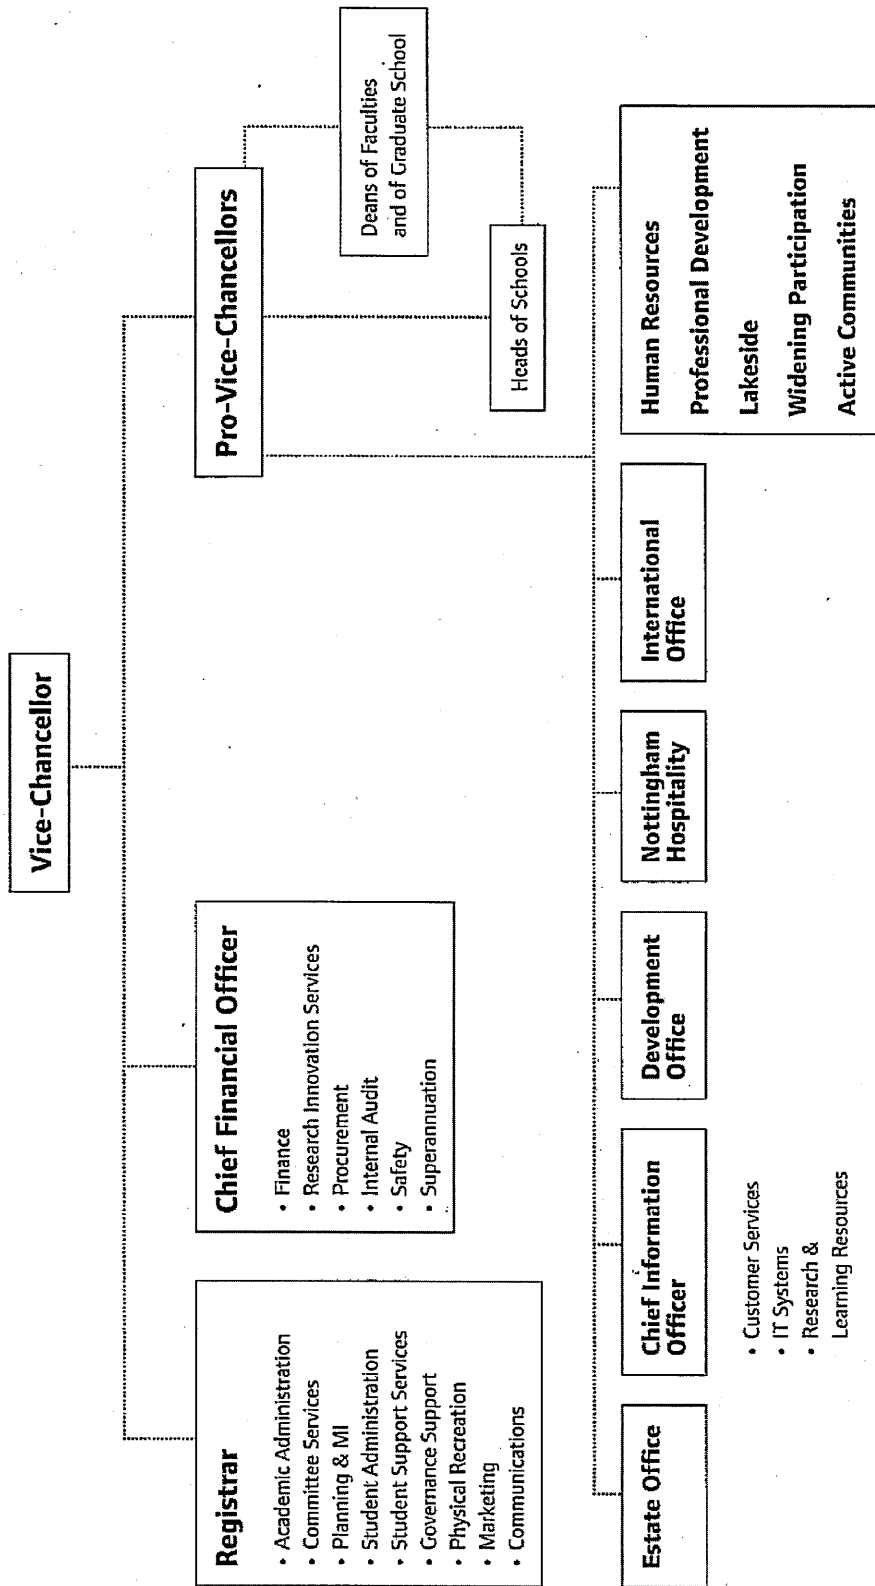 Vice-Chancellor
Registrar
• Academic Administration
• Committee Services
• Planning & MI
• Student Administration
• Student Support Services
• Governance Support
• Physical Recreation
• Marketing
• Communications
Chief Financial Officer
• Finance
• Research Innovation Services
• Procurement
• Internal Audit
• Safety
• Superannuation
Pro-Vice-Chancellors
Deans of Faculties
and of Graduate School
Heads of Schools
Estate Office
Chief Information
Officer
• Customer Services
• IT Systems
• Research &
Learning Resources
Development
Office
Nottingham
Hospitality
International
Office
Human Resources
Professional Development
Lakeside
Widening Participation
Active Communities